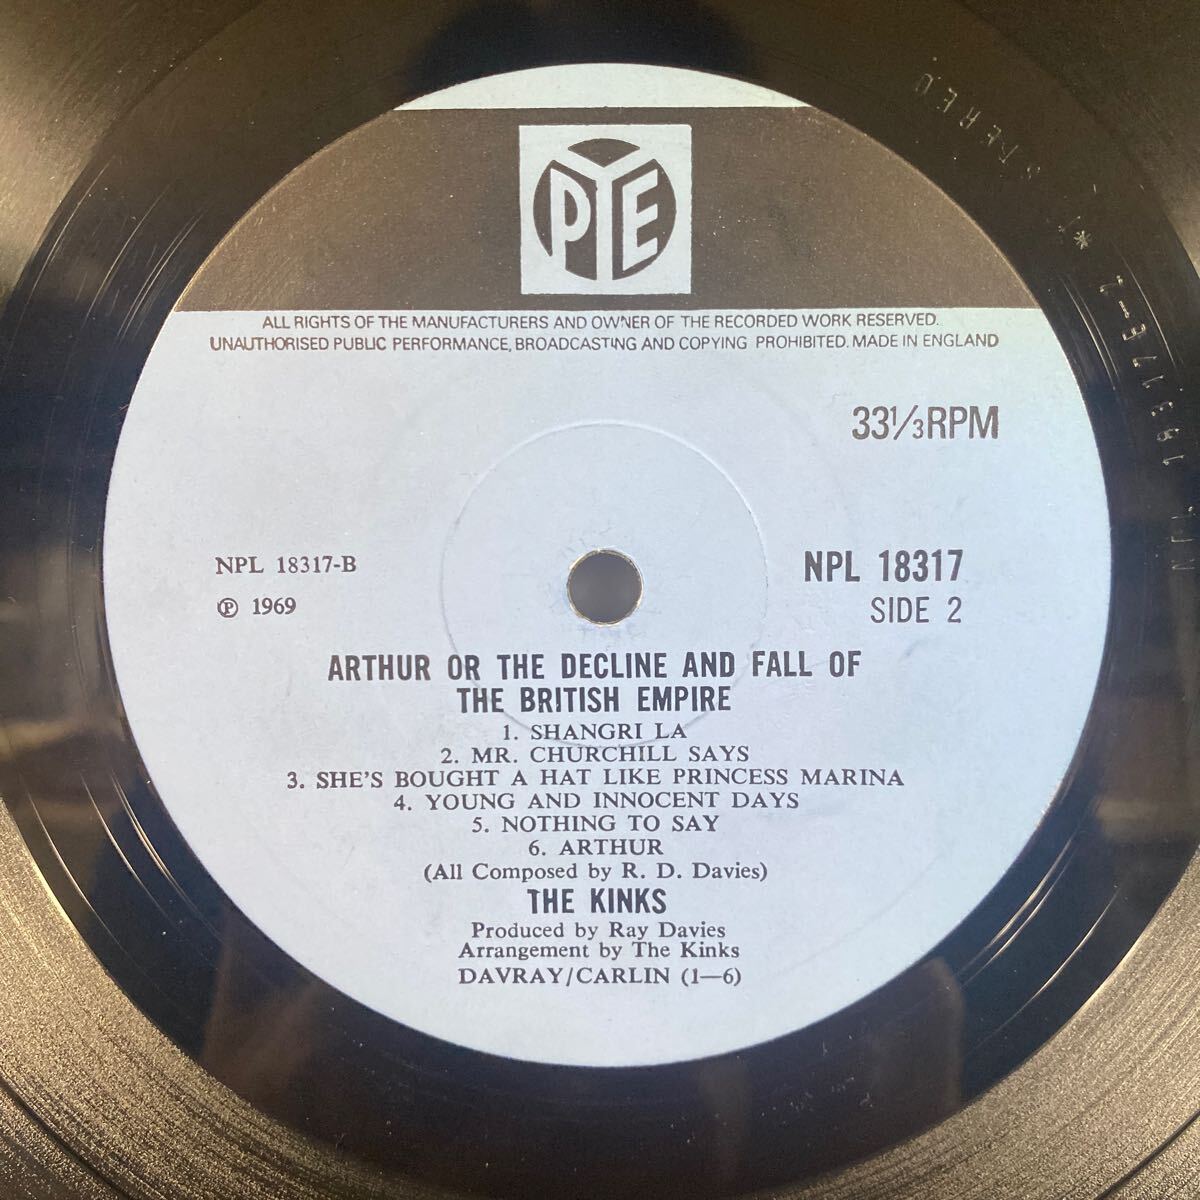 PYE
ALL RIGHTS OF THE MANUFACTURERS AND OWNER OF THE RECORDED WORK RESERVED.
UNAUTHORISED PUBLIC PERFORMANCE, BROADCASTING AND COPYING PROHIBITED. MADE IN ENGLAND
33⅓RPM
NPL 18317-B
℗ 1969
NPL 18317
SIDE 2
ARTHUR OR THE DECLINE AND FALL OF
THE BRITISH EMPIRE
1. SHANGRI LA
2. MR. CHURCHILL SAYS
3. SHE'S BOUGHT A HAT LIKE PRINCESS MARINA
4. YOUNG AND INNOCENT DAYS
5. NOTHING TO SAY
6. ARTHUR
(All Composed by R. D. Davies)
THE KINKS
Produced by Ray Davies
Arrangement by The Kinks
DAVRAY/CARLIN (1—6)